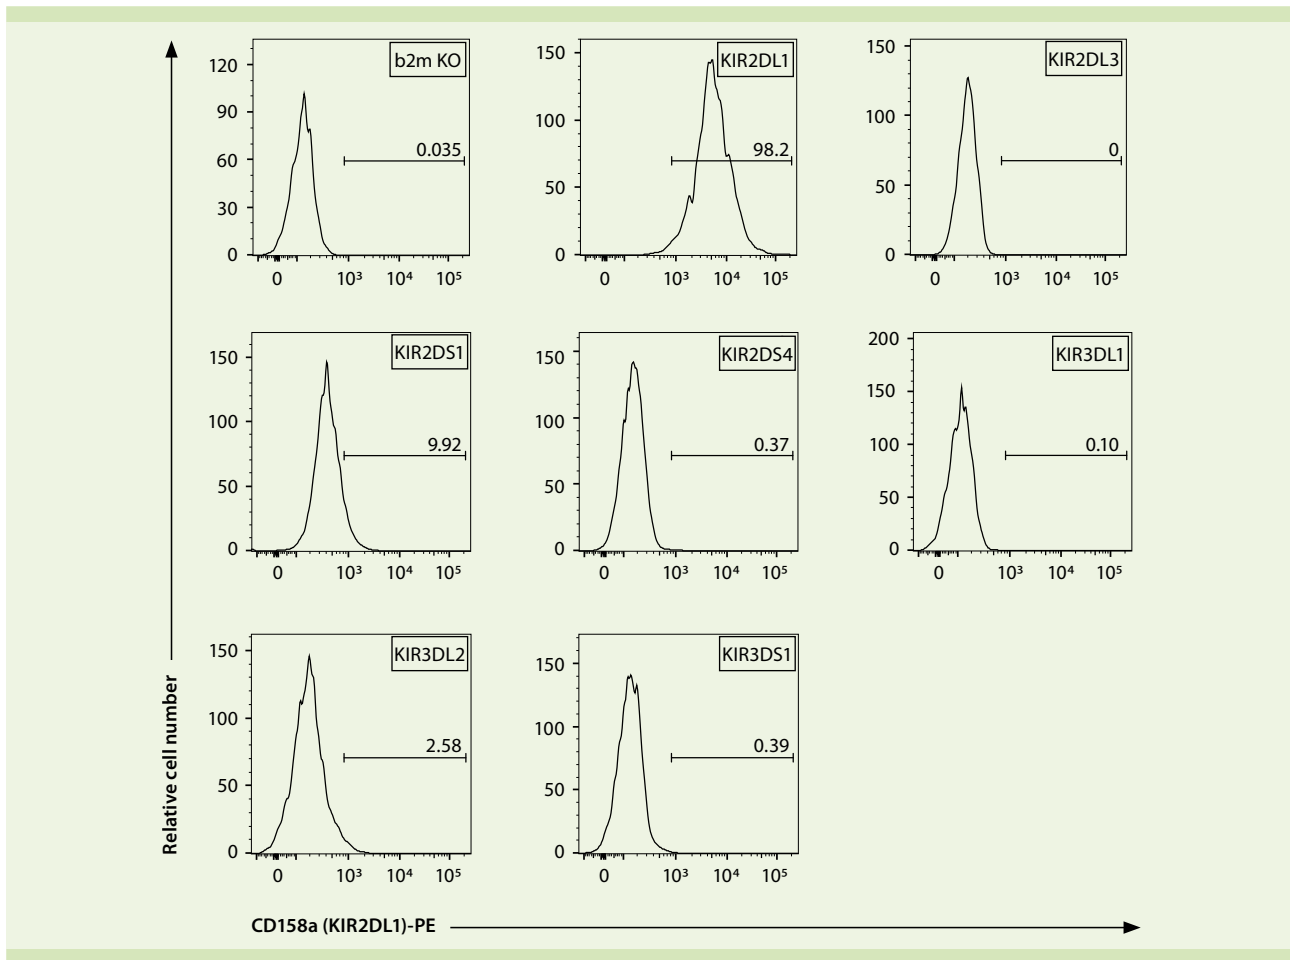 b2m KO
120
90
60
30
0
0.035
0 10³ 10⁴ 10⁵
KIR2DL1
150
100
50
0
98.2
0 10³ 10⁴ 10⁵
KIR2DL3
150
100
50
0
0
0 10³ 10⁴ 10⁵
KIR2DS1
150
100
50
0
9.92
0 10³ 10⁴ 10⁵
KIR2DS4
150
100
50
0
0.37
0 10³ 10⁴ 10⁵
KIR3DL1
200
150
100
50
0
0.10
0 10³ 10⁴ 10⁵
KIR3DL2
150
100
50
0
2.58
0 10³ 10⁴ 10⁵
KIR3DS1
150
100
50
0
0.39
0 10³ 10⁴ 10⁵
Relative cell number
CD158a (KIR2DL1)-PE